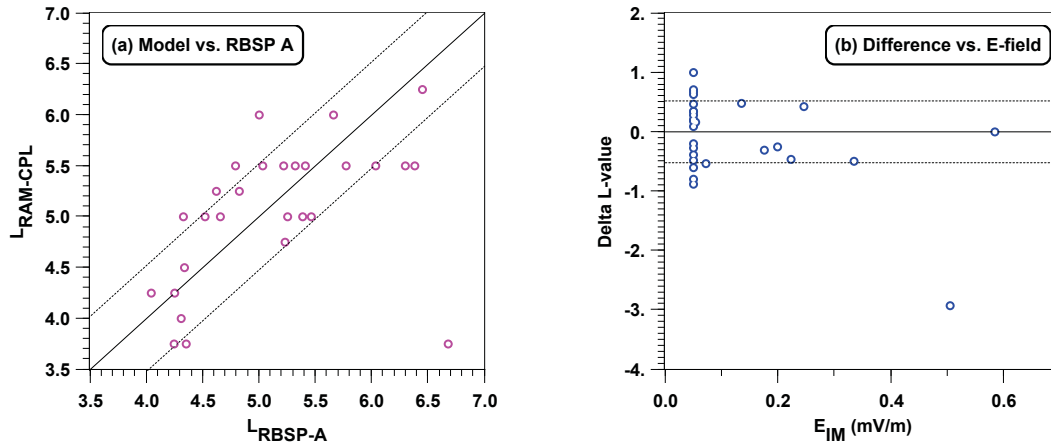 (a) Model vs. RBSP A
7.0
6.5
6.0
5.5
5.0
4.5
4.0
3.5
L_RAM-CPL
3.5 4.0 4.5 5.0 5.5 6.0 6.5 7.0
L_RBSP-A
(b) Difference vs. E-field
2.
1.
0.
-1.
-2.
-3.
-4.
Delta L-value
0.0 0.2 0.4 0.6
E_IM (mV/m)